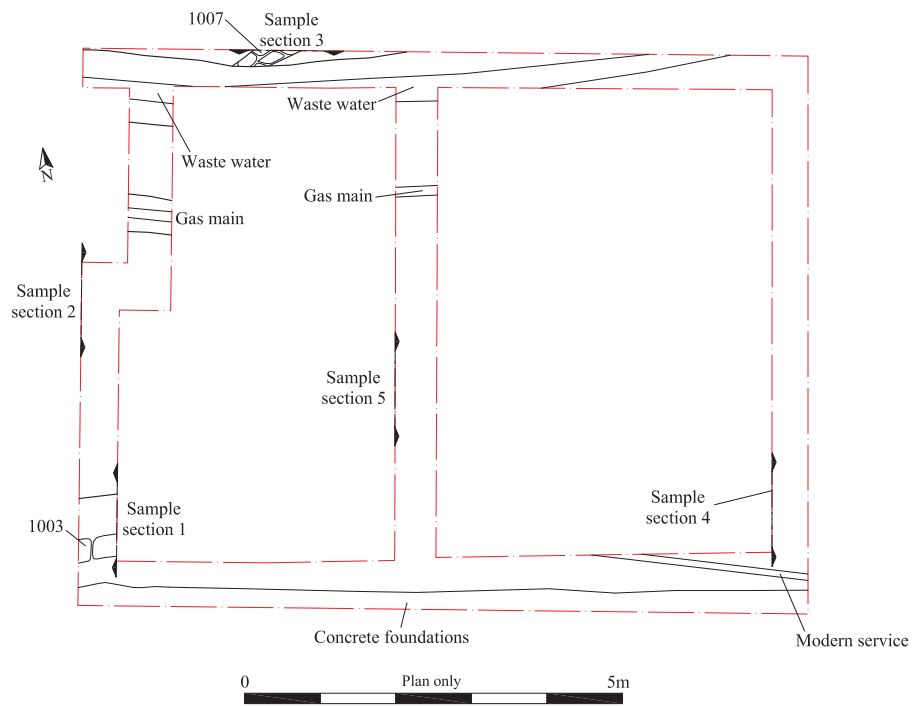 1007
Sample
section 3
Waste water
Waste water
N
Gas main
Gas main
Sample
section 2
Sample
section 5
Sample
section 1
Sample
section 4
1003
Concrete foundations
Modern service
0 Plan only 5m